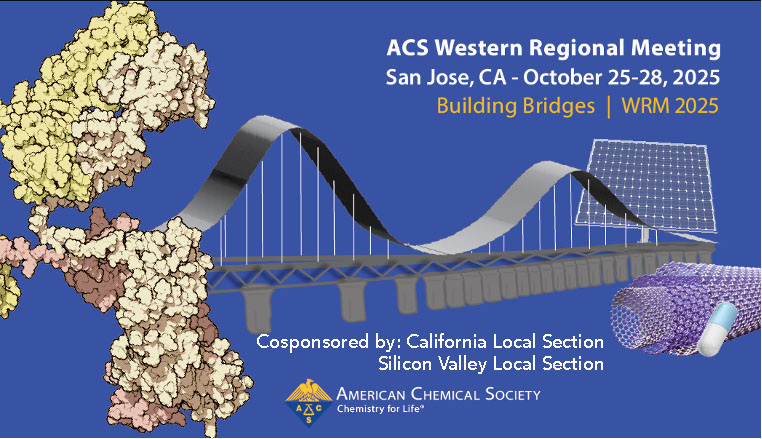 ACS Western Regional Meeting
San Jose, CA - October 25-28, 2025
Building Bridges | WRM 2025
Cosponsored by: California Local Section
Silicon Valley Local Section
A C S
AMERICAN CHEMICAL SOCIETY
Chemistry for Life®